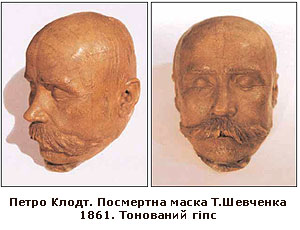 Петро Клодт. Посмертна маска Т.Шевченка
1861. Тонований гіпс